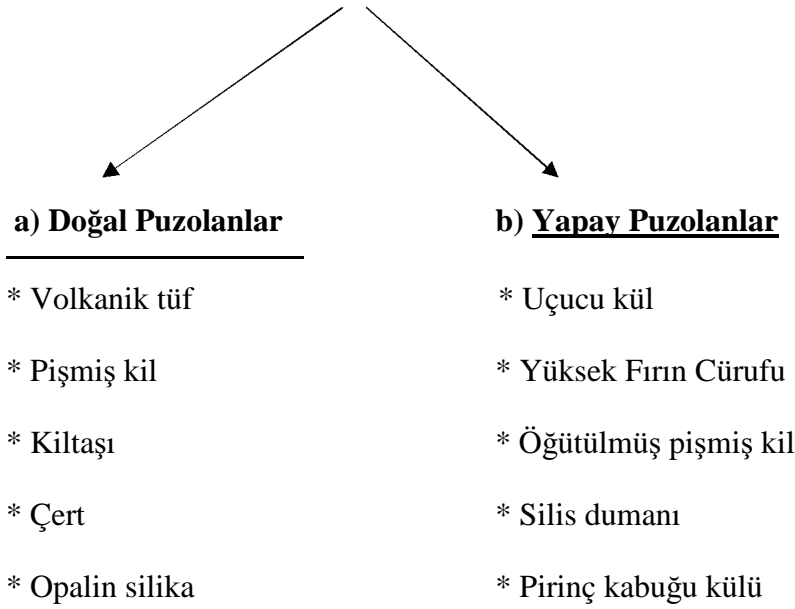 a) Doğal Puzolanlar
* Volkanik tüf
* Pişmiş kil
* Kiltaşı
* Çert
* Opalin silika
b) Yapay Puzolanlar
* Uçucu kül
* Yüksek Fırın Cürufu
* Öğütülmüş pişmiş kil
* Silis dumanı
* Pirinç kabuğu külü